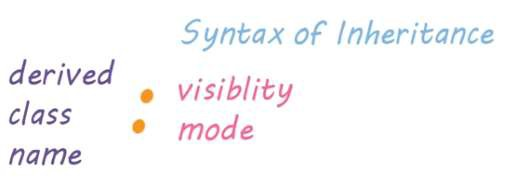 Syntax of Inheritance
derived
class
name
:
visiblity
mode